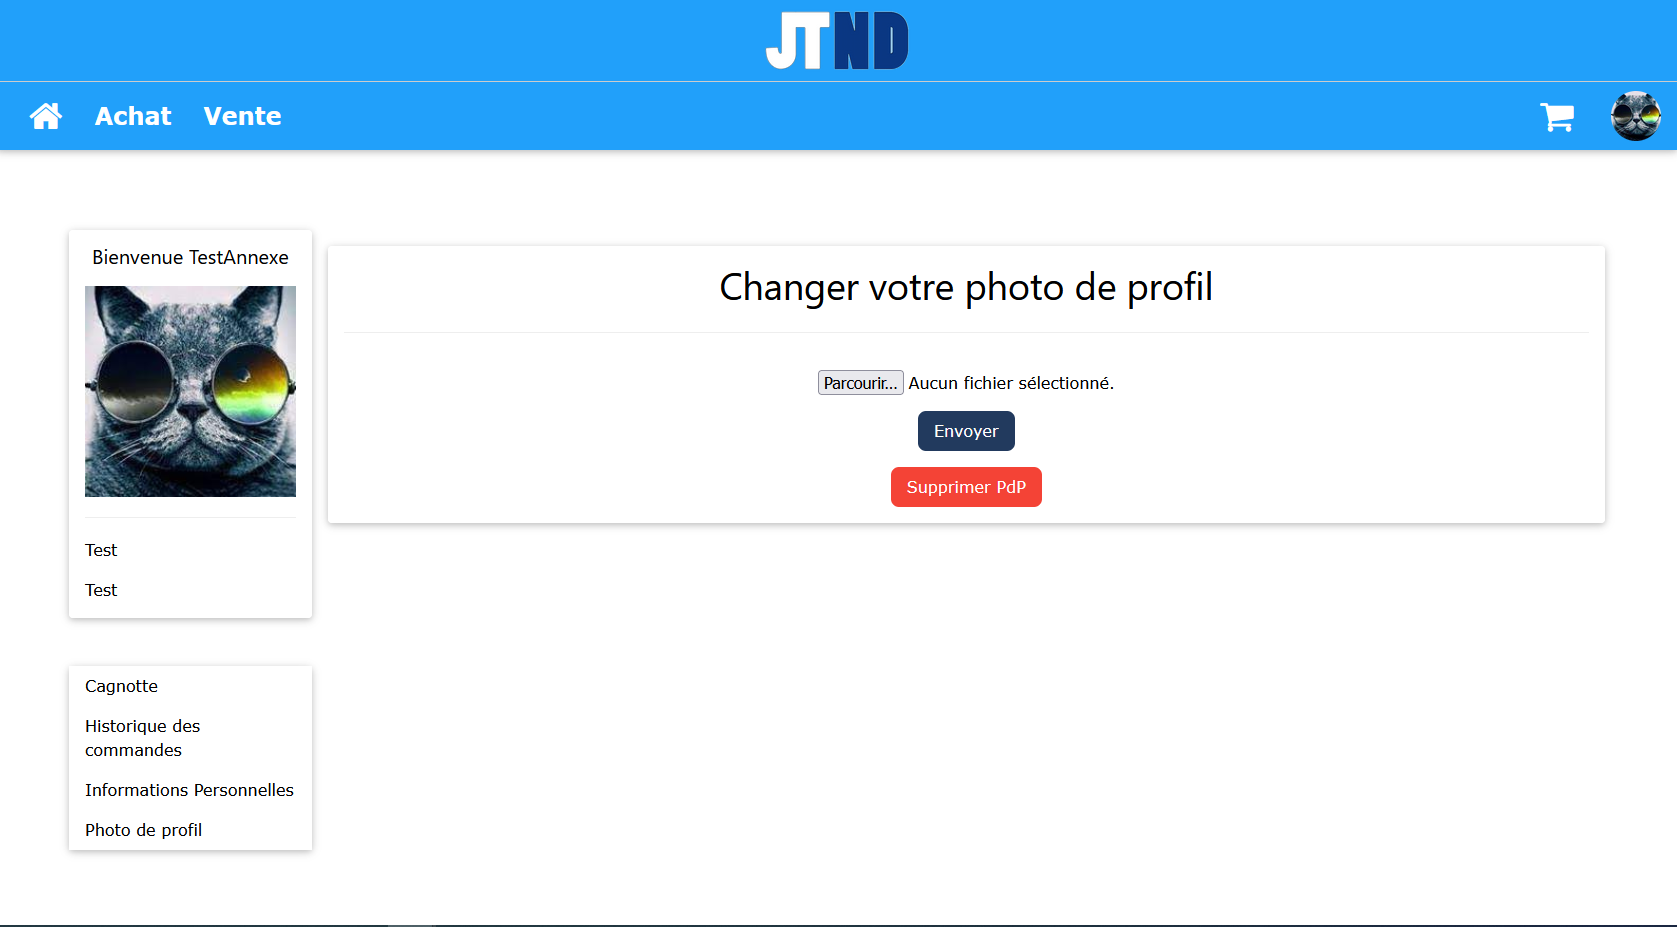 JTND
Achat
Vente
Bienvenue TestAnnexe
Test
Test
Cagnotte
Historique des
commandes
Informations Personnelles
Photo de profil
Changer votre photo de profil
Parcourir... Aucun fichier sélectionné.
Envoyer
Supprimer PdP